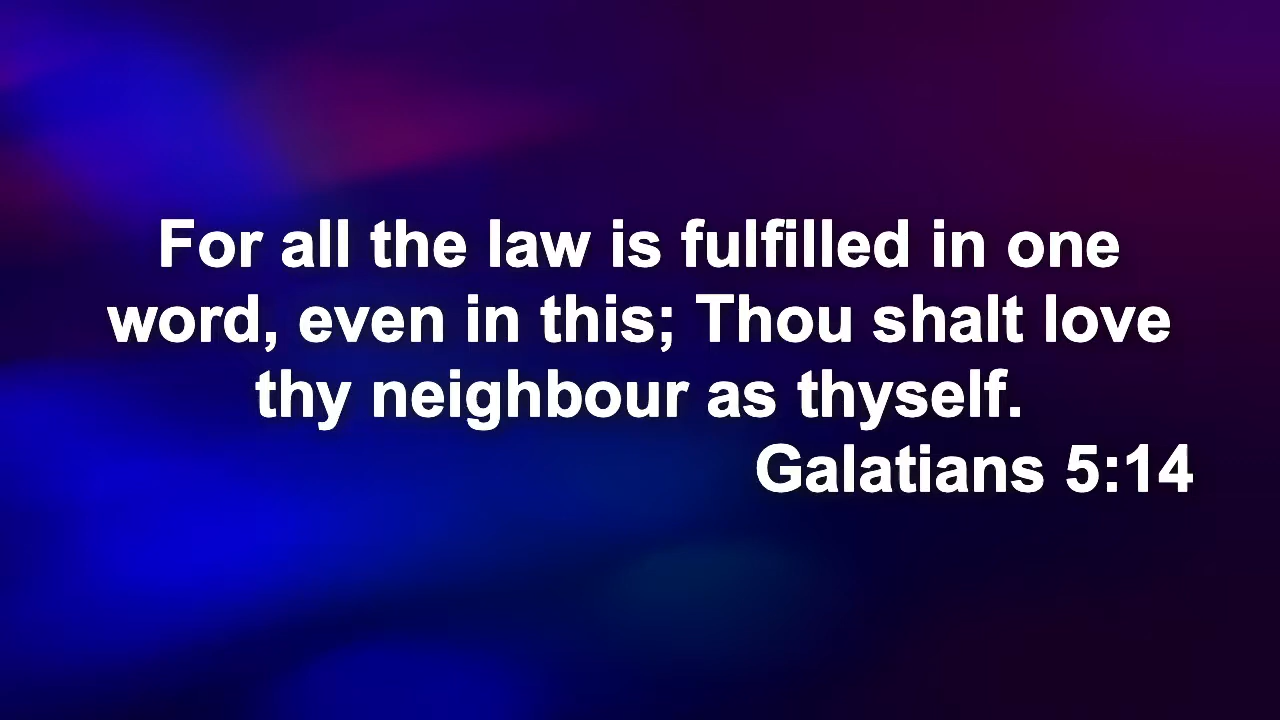 For all the law is fulfilled in one
word, even in this; Thou shalt love
thy neighbour as thyself.
Galatians 5:14